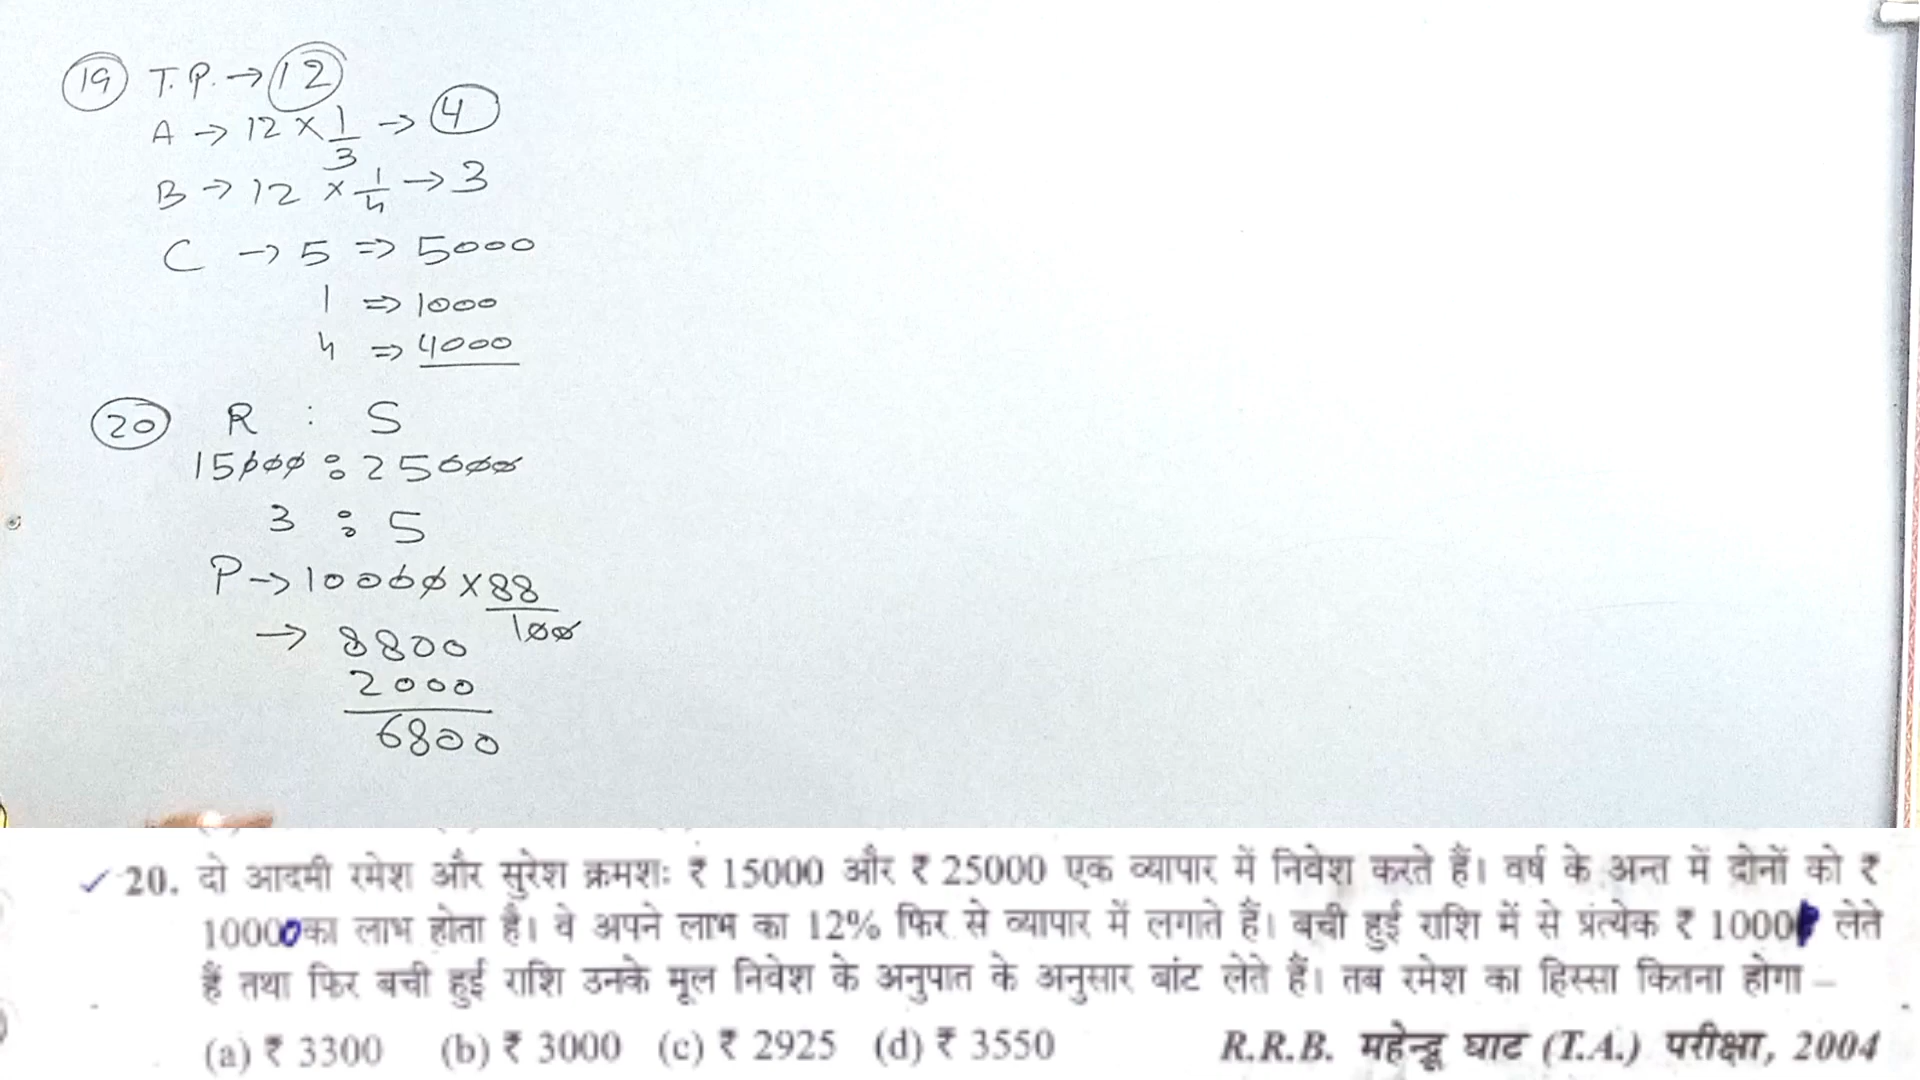 19 T.P. → 12
A → 12 × 1/3 → 4
B → 12 × 1/4 → 3
C → 5 ⇒ 5000
1 ⇒ 1000
4 ⇒ 4000
20 R : S
15000 : 25000
3 : 5
P → 10000 × 88/100
→ 8800
2000
6800
✓ 20. दो आदमी रमेश और सुरेश क्रमशः ₹ 15000 और ₹ 25000 एक व्यापार में निवेश करते हैं। वर्ष के अन्त में दोनों को ₹
10000 का लाभ होता है। वे अपने लाभ का 12% फिर से व्यापार में लगाते हैं। बची हुई राशि में से प्रत्येक ₹ 1000 लेते
हैं तथा फिर बची हुई राशि उनके मूल निवेश के अनुपात के अनुसार बांट लेते हैं। तब रमेश का हिस्सा कितना होगा –
(a) ₹ 3300 (b) ₹ 3000 (c) ₹ 2925 (d) ₹ 3550 R.R.B. महेन्द्रू घाट (T.A.) परीक्षा, 2004